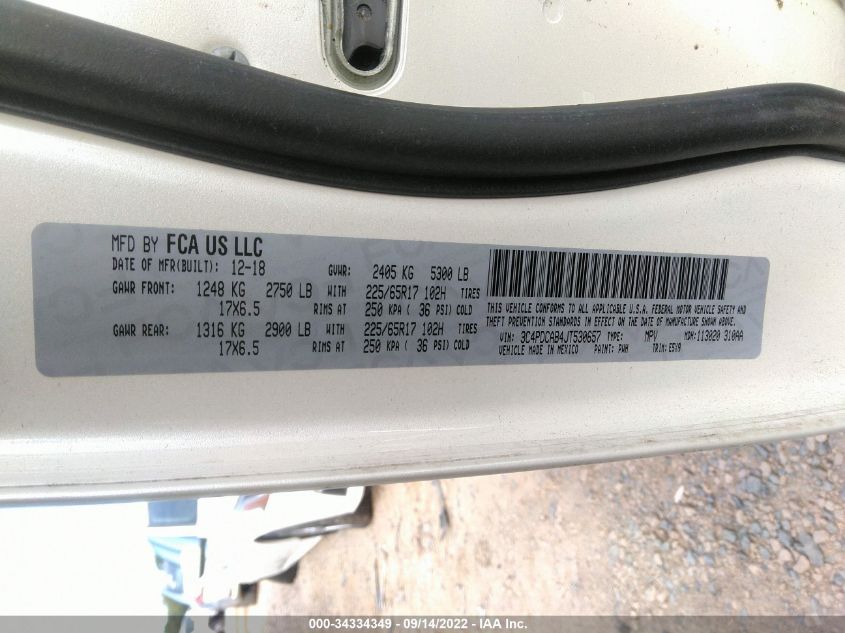 MFD BY FCA US LLC
DATE OF MFR(BUILT): 12-18 GVWR: 2405 KG 5300 LB
GAWR FRONT: 1248 KG 2750 LB WITH 225/65R17 102H TIRES
17X6.5 RIMS AT 250 KPA ( 36 PSI) COLD
GAWR REAR: 1316 KG 2900 LB WITH 225/65R17 102H TIRES
17X6.5 RIMS AT 250 KPA ( 36 PSI) COLD
THIS VEHICLE CONFORMS TO ALL APPLICABLE U.S.A. FEDERAL MOTOR VEHICLE SAFETY AND
THEFT PREVENTION STANDARDS IN EFFECT ON THE DATE OF MANUFACTURE SHOWN ABOVE.
VIN: 3C4PDCAB4JT530657 TYPE: MPV MDH: 113020 310AA
VEHICLE MADE IN MEXICO PAINT: PWH TRIM: E5X9
000-34334349 - 09/14/2022 - IAA Inc.